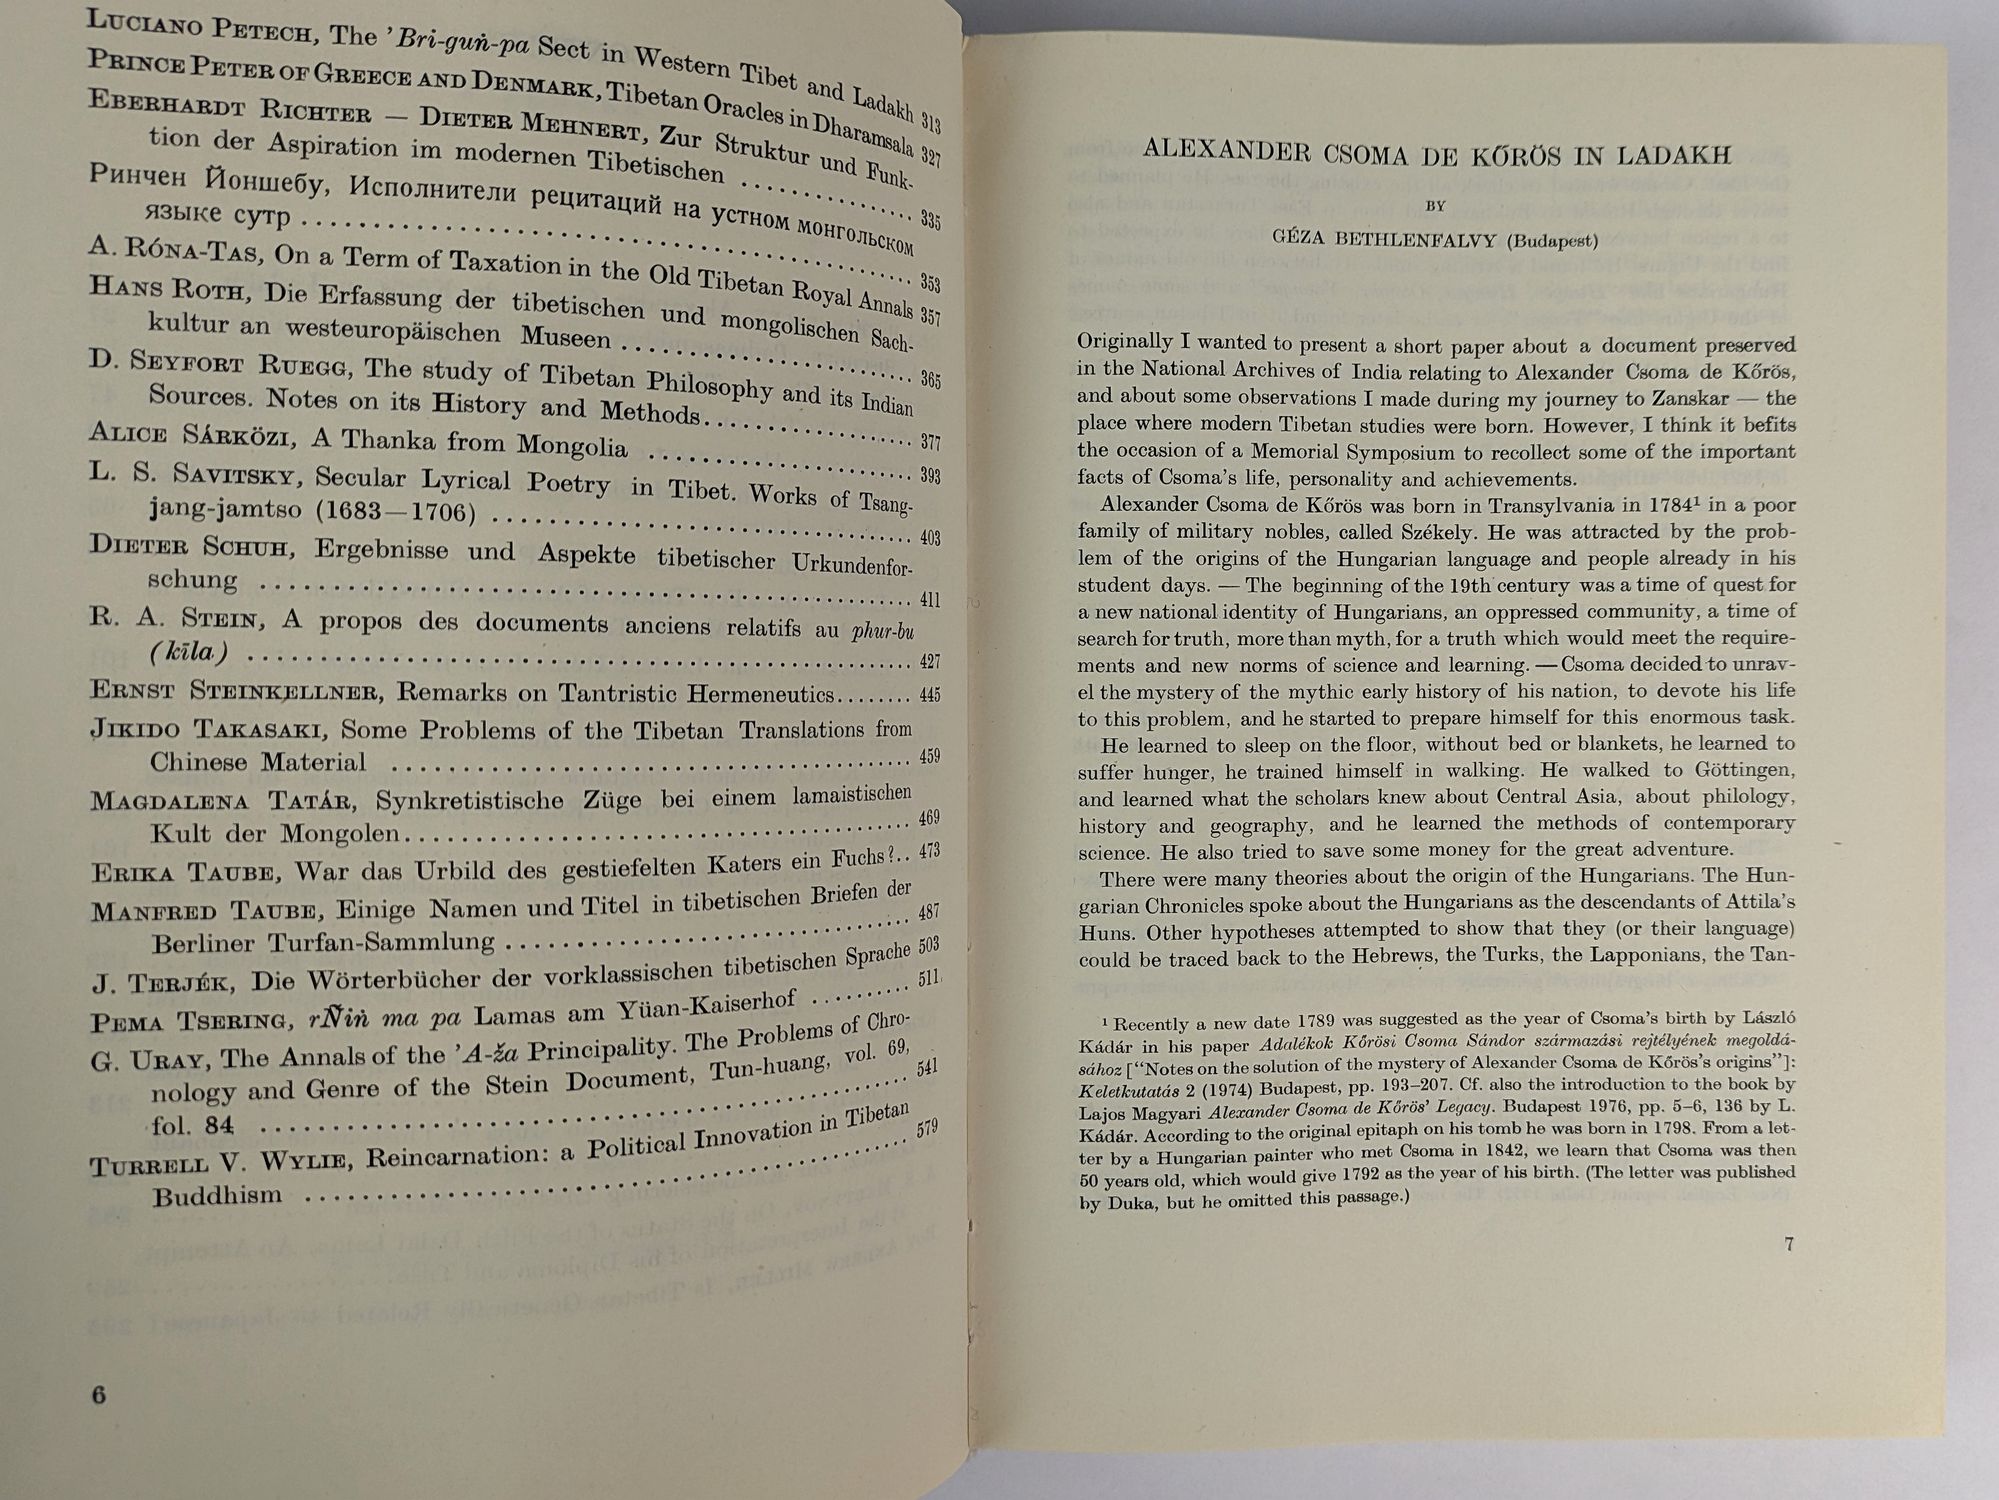 LUCIANO PETECH, The ’Bri-guṅ-pa Sect in Western Tibet and Ladakh 313
PRINCE PETER OF GREECE AND DENMARK, Tibetan Oracles in Dharamsala 327
EBERHARDT RICHTER — DIETER MEHNERT, Zur Struktur und Funk-
tion der Aspiration im modernen Tibetischen .............. 335
Ринчен Йоншебу, Исполнители рецитаций на устном монгольском
языке сутр .............. 353
A. RÓNA-TAS, On a Term of Taxation in the Old Tibetan Royal Annals 357
HANS ROTH, Die Erfassung der tibetischen und mongolischen Sach-
kultur an westeuropäischen Museen .............. 365
D. SEYFORT RUEGG, The study of Tibetan Philosophy and its Indian
Sources. Notes on its History and Methods.............. 377
ALICE SÁRKÖZI, A Thanka from Mongolia .............. 393
L. S. SAVITSKY, Secular Lyrical Poetry in Tibet. Works of Tsang-
jang-jamtso (1683—1706) .............. 403
DIETER SCHUH, Ergebnisse und Aspekte tibetischer Urkundenfor-
schung .............. 411
R. A. STEIN, A propos des documents anciens relatifs au phur-bu
(kīla) .............. 427
ERNST STEINKELLNER, Remarks on Tantristic Hermeneutics........ 445
JIKIDO TAKASAKI, Some Problems of the Tibetan Translations from
Chinese Material .............. 459
MAGDALENA TATÁR, Synkretistische Züge bei einem lamaistischen
Kult der Mongolen.............. 469
ERIKA TAUBE, War das Urbild des gestiefelten Katers ein Fuchs?.. 473
MANFRED TAUBE, Einige Namen und Titel in tibetischen Briefen der
Berliner Turfan-Sammlung .............. 487
J. TERJÉK, Die Wörterbücher der vorklassischen tibetischen Sprache 503
PEMA TSERING, rÑiṅ ma pa Lamas am Yüan-Kaiserhof .......... 511
G. URAY, The Annals of the ’A-ža Principality. The Problems of Chro-
nology and Genre of the Stein Document, Tun-huang, vol. 69,
fol. 84 .............. 541
TURRELL V. WYLIE, Reincarnation: a Political Innovation in Tibetan
Buddhism .............. 579
6
ALEXANDER CSOMA DE KŐRÖS IN LADAKH
BY
GÉZA BETHLENFALVY (Budapest)
Originally I wanted to present a short paper about a document preserved
in the National Archives of India relating to Alexander Csoma de Kőrös,
and about some observations I made during my journey to Zanskar — the
place where modern Tibetan studies were born. However, I think it befits
the occasion of a Memorial Symposium to recollect some of the important
facts of Csoma’s life, personality and achievements.
Alexander Csoma de Kőrös was born in Transylvania in 1784¹ in a poor
family of military nobles, called Székely. He was attracted by the prob-
lem of the origins of the Hungarian language and people already in his
student days. — The beginning of the 19th century was a time of quest for
a new national identity of Hungarians, an oppressed community, a time of
search for truth, more than myth, for a truth which would meet the require-
ments and new norms of science and learning. — Csoma decided to unrav-
el the mystery of the mythic early history of his nation, to devote his life
to this problem, and he started to prepare himself for this enormous task.
He learned to sleep on the floor, without bed or blankets, he learned to
suffer hunger, he trained himself in walking. He walked to Göttingen,
and learned what the scholars knew about Central Asia, about philology,
history and geography, and he learned the methods of contemporary
science. He also tried to save some money for the great adventure.
There were many theories about the origin of the Hungarians. The Hun-
garian Chronicles spoke about the Hungarians as the descendants of Attila’s
Huns. Other hypotheses attempted to show that they (or their language)
could be traced back to the Hebrews, the Turks, the Lapponians, the Tan-
¹ Recently a new date 1789 was suggested as the year of Csoma’s birth by László
Kádár in his paper Adalékok Kőrösi Csoma Sándor származási rejtélyének megoldá-
sához [“Notes on the solution of the mystery of Alexander Csoma de Kőrös’s origins”]:
Keletkutatás 2 (1974) Budapest, pp. 193–207. Cf. also the introduction to the book by
Lajos Magyari Alexander Csoma de Kőrös’ Legacy. Budapest 1976, pp. 5–6, 136 by L.
Kádár. According to the original epitaph on his tomb he was born in 1798. From a let-
ter by a Hungarian painter who met Csoma in 1842, we learn that Csoma was then
50 years old, which would give 1792 as the year of his birth. (The letter was published
by Duka, but he omitted this passage.)
7